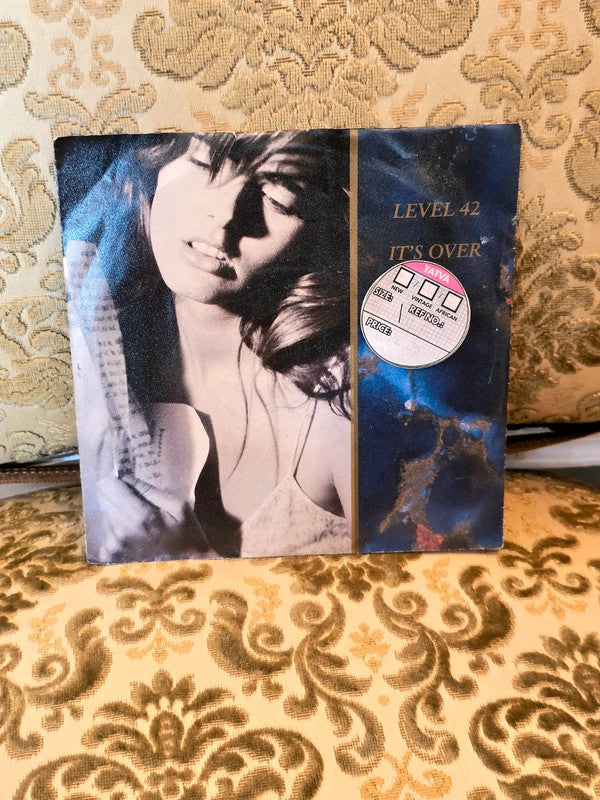 LEVEL 42
IT'S OVER
YATVA
NEW / VINTAGE / AFRICAN
SIZE:
REF NO.:
PRICE: